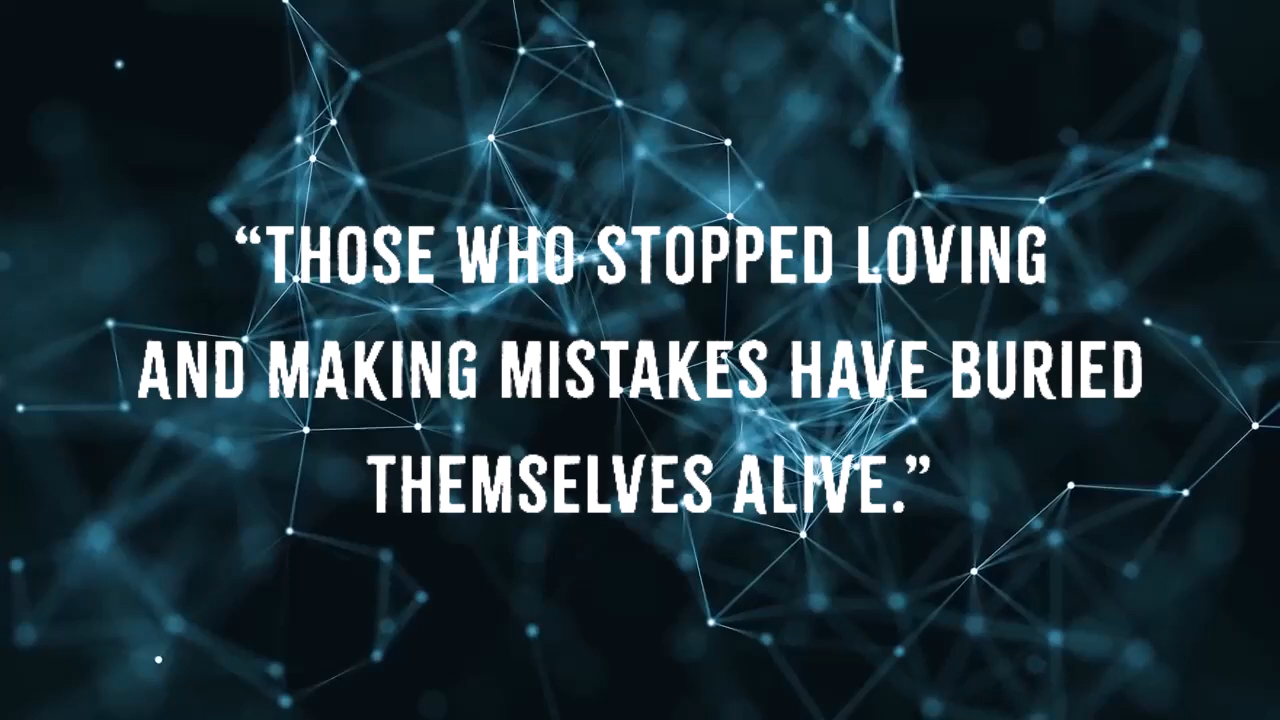 “THOSE WHO STOPPED LOVING
AND MAKING MISTAKES HAVE BURIED
THEMSELVES ALIVE.”